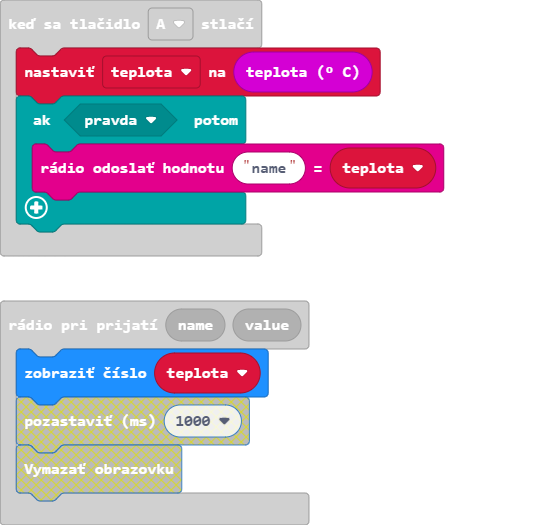 keď sa tlačidlo A stlačí
nastaviť teplota na teplota (º C)
ak pravda potom
rádio odoslať hodnotu "name" = teplota
rádio pri prijatí name value
zobraziť číslo teplota
pozastaviť (ms) 1000
Vymazať obrazovku